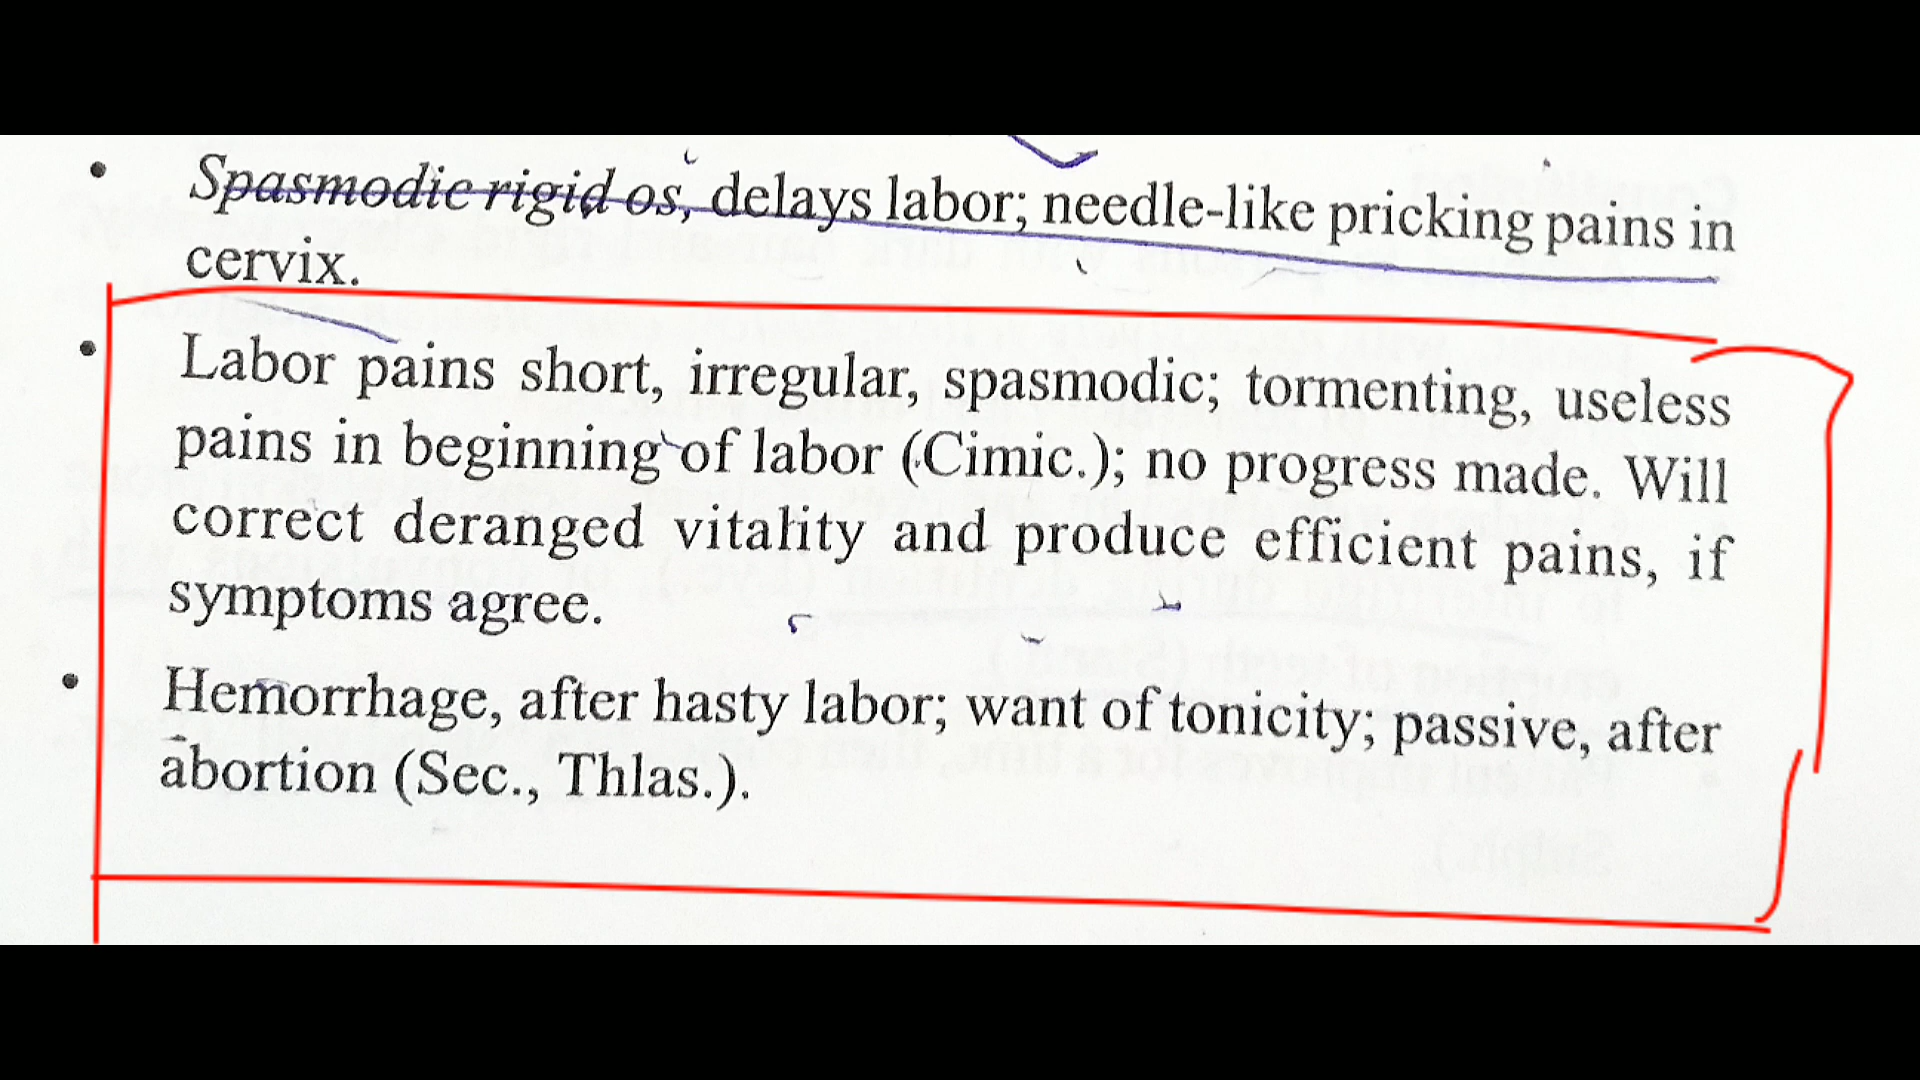 • Spasmodic rigid os, delays labor; needle-like pricking pains in
cervix.
• Labor pains short, irregular, spasmodic; tormenting, useless
pains in beginning of labor (Cimic.); no progress made. Will
correct deranged vitality and produce efficient pains, if
symptoms agree.
• Hemorrhage, after hasty labor; want of tonicity; passive, after
abortion (Sec., Thlas.).